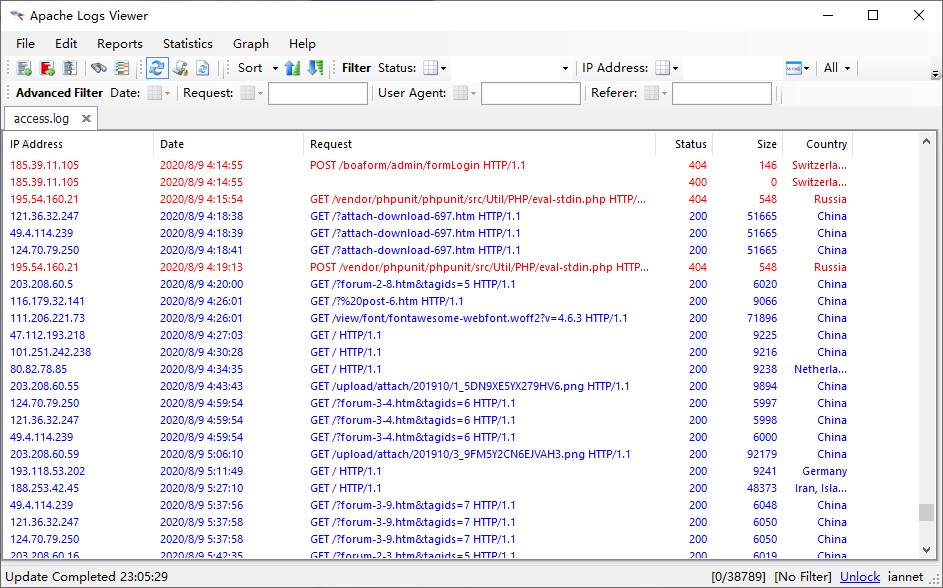 Apache Logs Viewer
File Edit Reports Statistics Graph Help
Sort Filter Status: IP Address: All
Advanced Filter Date: Request: User Agent: Referer:
access.log
IP Address Date Request Status Size Country
185.39.11.105 2020/8/9 4:14:55 POST /boaform/admin/formLogin HTTP/1.1 404 146 Switzerla...
185.39.11.105 2020/8/9 4:14:55 400 0 Switzerla...
195.54.160.21 2020/8/9 4:15:54 GET /vendor/phpunit/phpunit/src/Util/PHP/eval-stdin.php HTTP/... 404 548 Russia
121.36.32.247 2020/8/9 4:18:38 GET /?attach-download-697.htm HTTP/1.1 200 51665 China
49.4.114.239 2020/8/9 4:18:39 GET /?attach-download-697.htm HTTP/1.1 200 51665 China
124.70.79.250 2020/8/9 4:18:41 GET /?attach-download-697.htm HTTP/1.1 200 51665 China
195.54.160.21 2020/8/9 4:19:13 POST /vendor/phpunit/phpunit/src/Util/PHP/eval-stdin.php HTTP... 404 548 Russia
203.208.60.5 2020/8/9 4:20:00 GET /?forum-2-8.htm&tagids=5 HTTP/1.1 200 6020 China
116.179.32.141 2020/8/9 4:26:01 GET /?%20post-6.htm HTTP/1.1 200 9066 China
111.206.221.73 2020/8/9 4:26:01 GET /view/font/fontawesome-webfont.woff2?v=4.6.3 HTTP/1.1 200 71896 China
47.112.193.218 2020/8/9 4:27:03 GET / HTTP/1.1 200 9225 China
101.251.242.238 2020/8/9 4:30:28 GET / HTTP/1.1 200 9216 China
80.82.78.85 2020/8/9 4:34:35 GET / HTTP/1.1 200 9238 Netherla...
203.208.60.55 2020/8/9 4:43:43 GET /upload/attach/201910/1_5DN9XE5YX279HV6.png HTTP/1.1 200 9894 China
124.70.79.250 2020/8/9 4:59:54 GET /?forum-3-4.htm&tagids=6 HTTP/1.1 200 5997 China
121.36.32.247 2020/8/9 4:59:54 GET /?forum-3-4.htm&tagids=6 HTTP/1.1 200 5998 China
49.4.114.239 2020/8/9 4:59:54 GET /?forum-3-4.htm&tagids=6 HTTP/1.1 200 6000 China
203.208.60.59 2020/8/9 5:06:10 GET /upload/attach/201910/3_9FM5Y2CN6EJVAH3.png HTTP/1.1 200 92179 China
193.118.53.202 2020/8/9 5:11:49 GET / HTTP/1.1 200 9241 Germany
188.253.42.45 2020/8/9 5:27:10 GET / HTTP/1.1 200 48373 Iran, Isla...
49.4.114.239 2020/8/9 5:37:56 GET /?forum-3-9.htm&tagids=7 HTTP/1.1 200 6048 China
121.36.32.247 2020/8/9 5:37:58 GET /?forum-3-9.htm&tagids=7 HTTP/1.1 200 6050 China
124.70.79.250 2020/8/9 5:37:58 GET /?forum-3-9.htm&tagids=7 HTTP/1.1 200 6050 China
203.208.60.16 2020/8/9 5:42:35 GET /?forum-2-3.htm&tagids=5 HTTP/1.1 200 6019 China
Update Completed 23:05:29 [0/38789] [No Filter] Unlock iannet